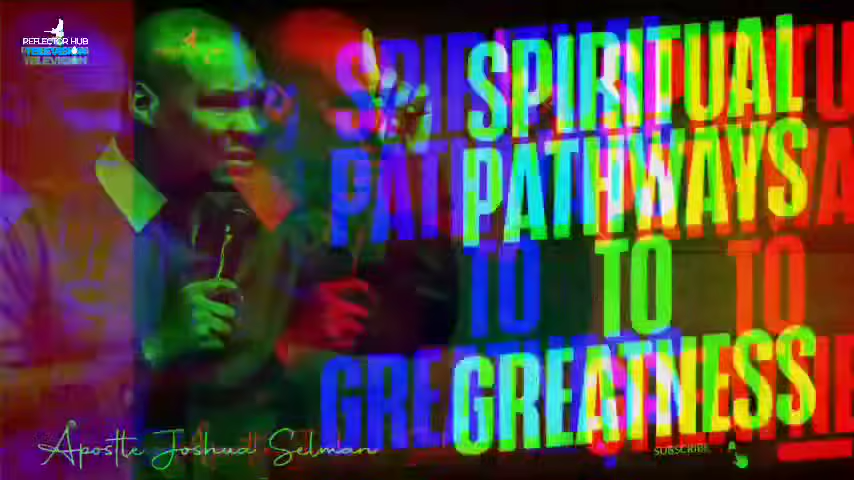 REFLECTOR HUB
TELEVISION
SPIRITUAL
PATHWAYS
TO
GREATNESS
Apostle Joshua Selman
SUBSCRIBE